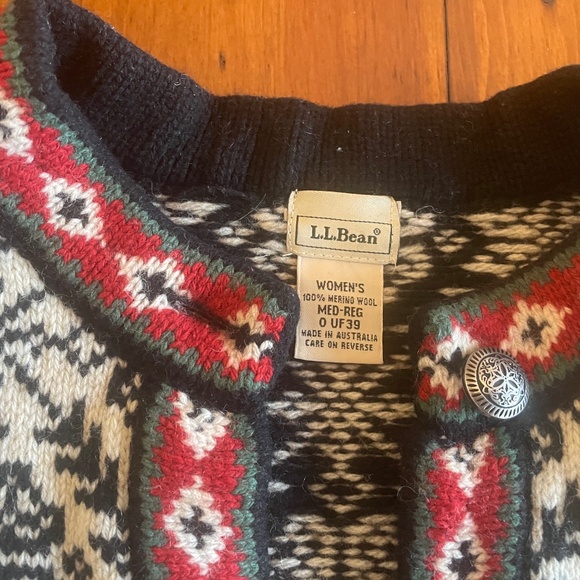 L.L.Bean®
WOMEN'S
100% MERINO WOOL
MED-REG
0 UF39
MADE IN AUSTRALIA
CARE ON REVERSE